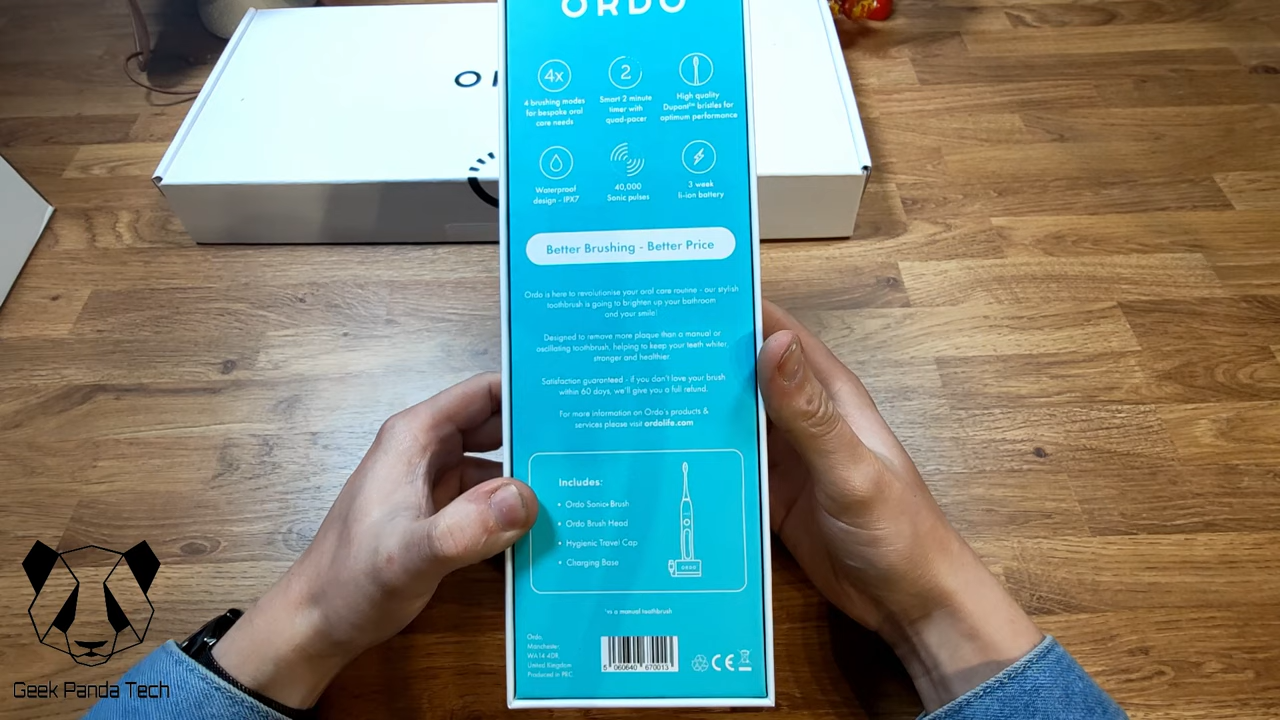 ORDO
4x
4 brushing modes
for bespoke oral
care needs
2
Smart 2 minute
timer with
quad-pacer
High quality
Dupont™ bristles for
optimum performance
Waterproof
design - IPX7
40,000
Sonic pulses
3 week
li-ion battery
Better Brushing - Better Price
Ordo is here to revolutionise your oral care routine - our stylish
toothbrush is going to brighten up your bathroom
and your smile!
Designed to remove more plaque than a manual or
oscillating toothbrush, helping to keep your teeth whiter,
stronger and healthier.
Satisfaction guaranteed - if you don't love your brush
within 60 days, we'll give you a full refund.
For more information on Ordo's products &
services please visit ordolife.com
Includes:
• Ordo Sonic+ Brush
• Ordo Brush Head
• Hygienic Travel Cap
• Charging Base
ORDO
*vs a manual toothbrush
Ordo,
Manchester,
WA14 4DR,
United Kingdom
Produced in PRC
5 060640 670013
CE
Geek Panda Tech